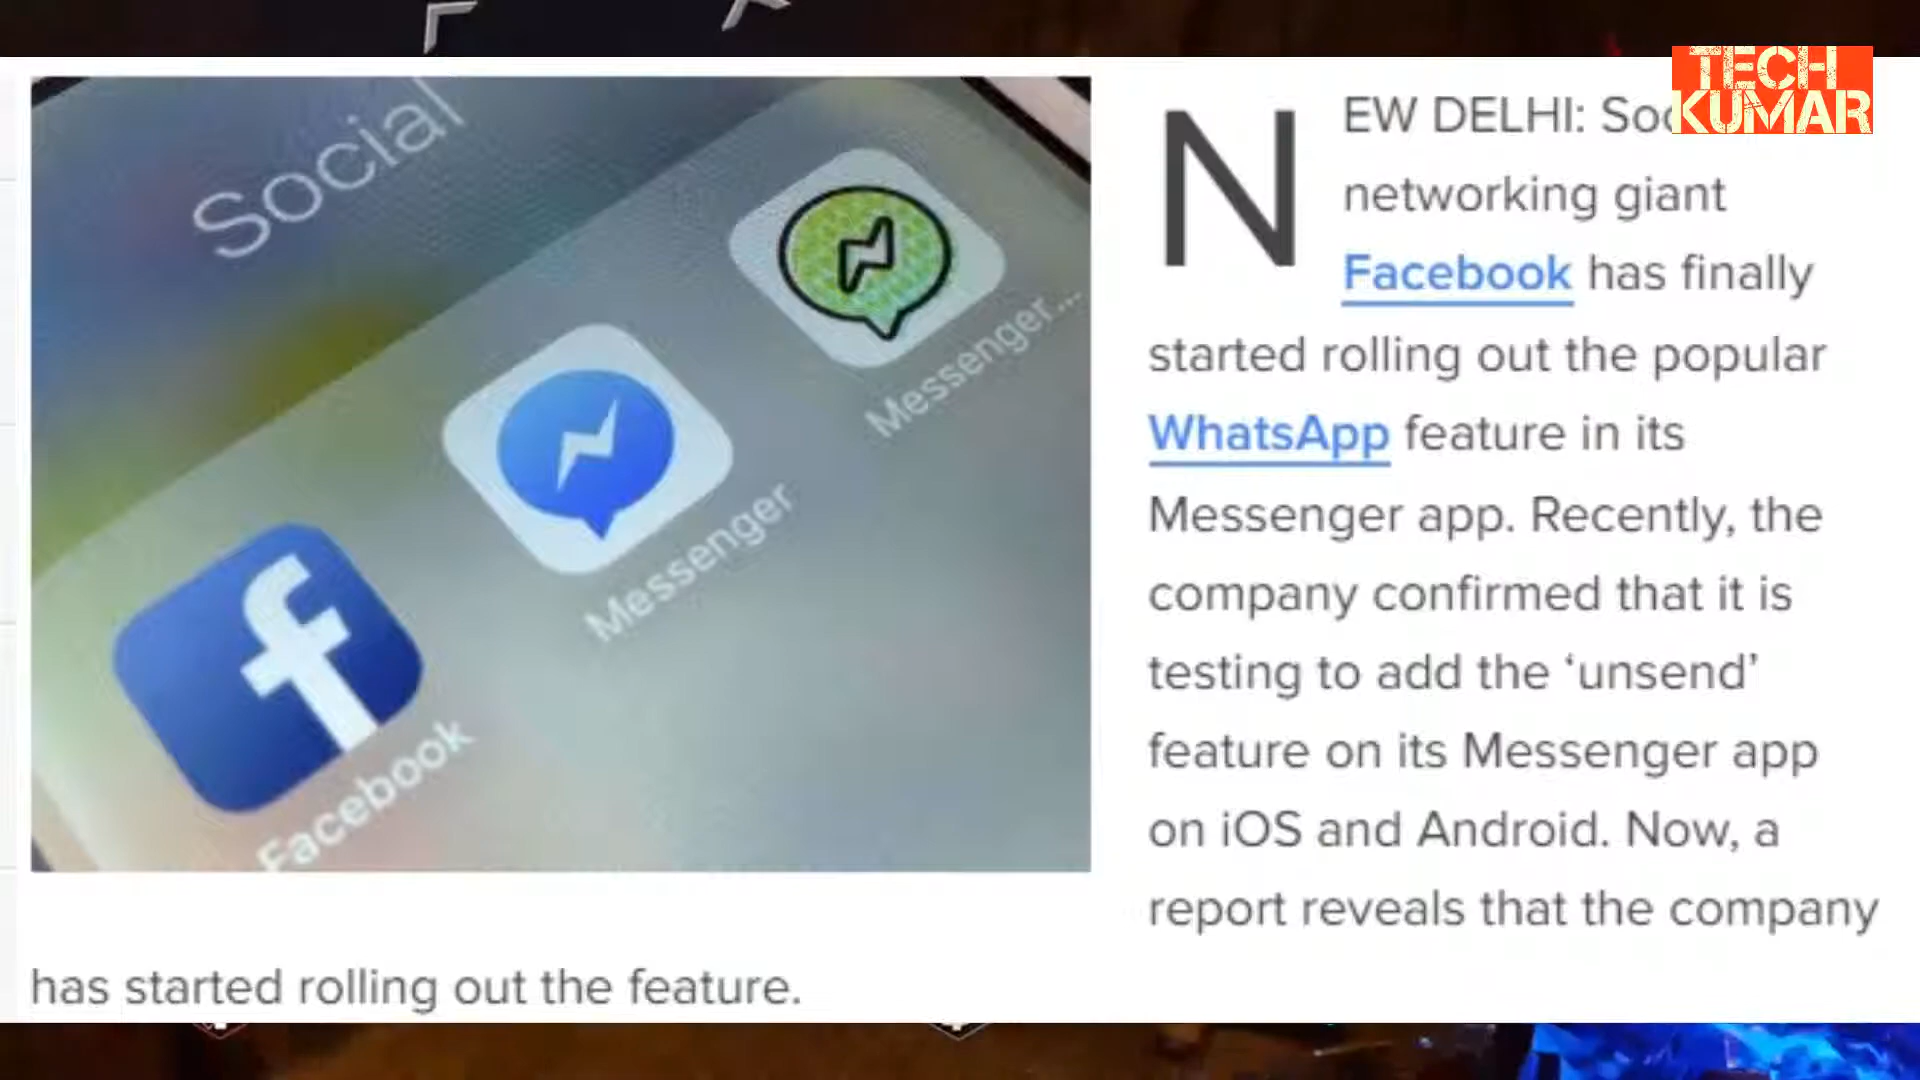 TECH
KUMAR
Social
Messenger...
Messenger
Facebook
NEW DELHI:
networking giant
Facebook has finally
started rolling out the popular
WhatsApp feature in its
Messenger app. Recently, the
company confirmed that it is
testing to add the ‘unsend’
feature on its Messenger app
on iOS and Android. Now, a
report reveals that the company
has started rolling out the feature.